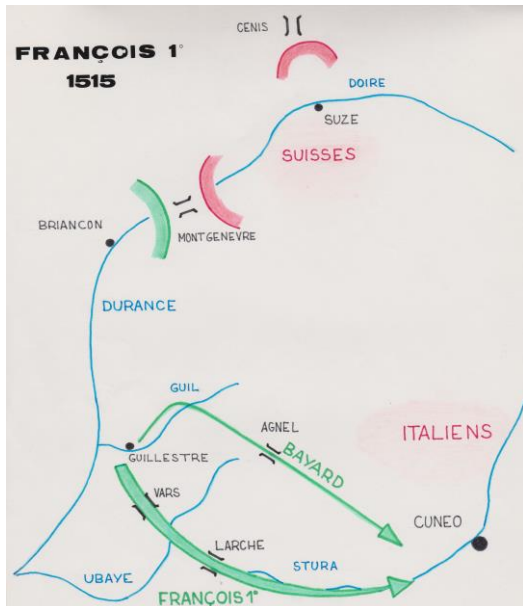 CENIS
FRANÇOIS 1°
1515
DOIRE
SUZE
SUISSES
BRIANCON
MONTGENEVRE
DURANCE
GUIL
AGNEL
ITALIENS
GUILLESTRE
BAYARD
VARS
CUNEO
LARCHE
STURA
UBAYE
FRANÇOIS 1°